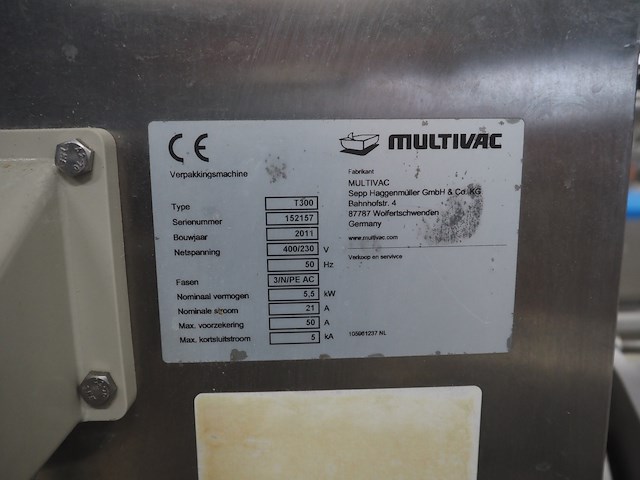 CE
MULTIVAC
Verpakkingsmachine
Type T300
Serienummer 152157
Bouwjaar 2011
Netspanning 400/230 V
50 Hz
Fasen 3/N/PE AC
Nominaal vermogen 5,5 kW
Nominale stroom 21 A
Max. voorzekering 50 A
Max. kortsluitstroom 5 kA
Fabrikant
MULTIVAC
Sepp Haggenmüller GmbH & Co. KG
Bahnhofstr. 4
87787 Wolfertschwenden
Germany
www.multivac.com
Verkoop en servivce
105981237 NL